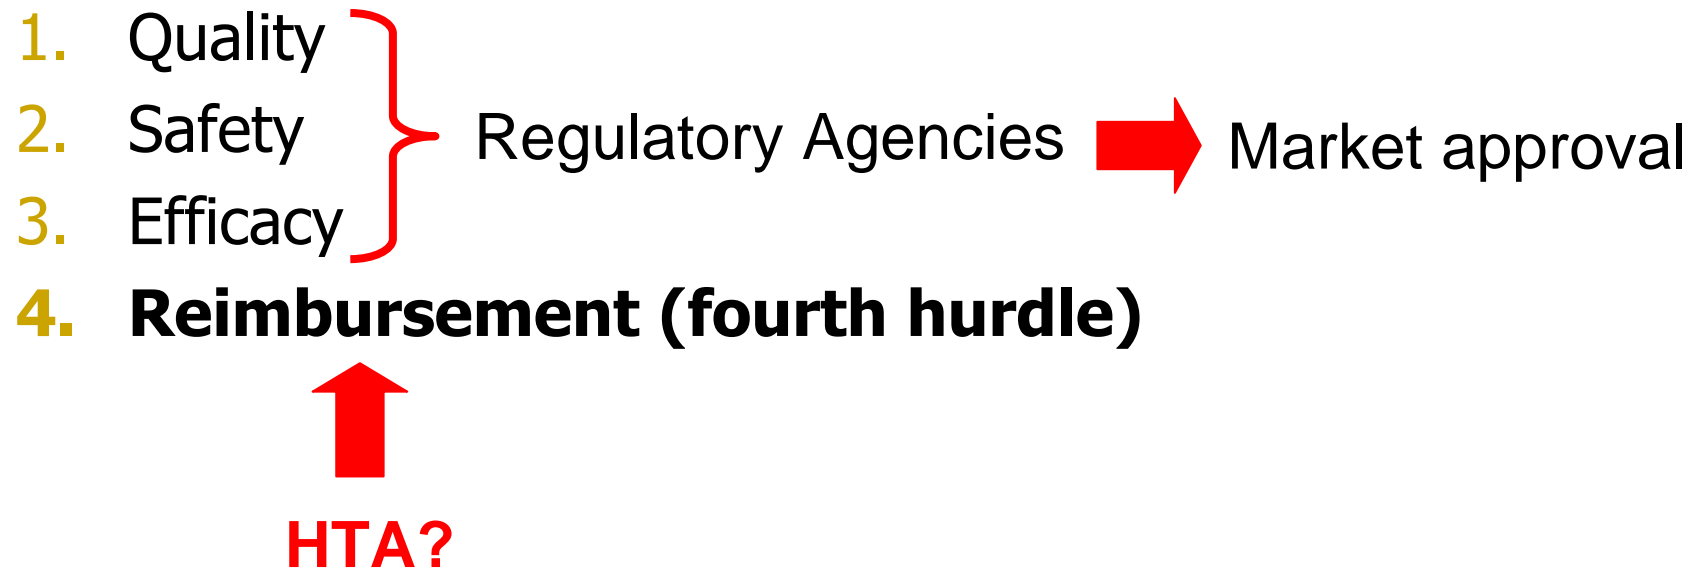 1. Quality
2. Safety
3. Efficacy
Regulatory Agencies
Market approval
4. Reimbursement (fourth hurdle)
HTA?